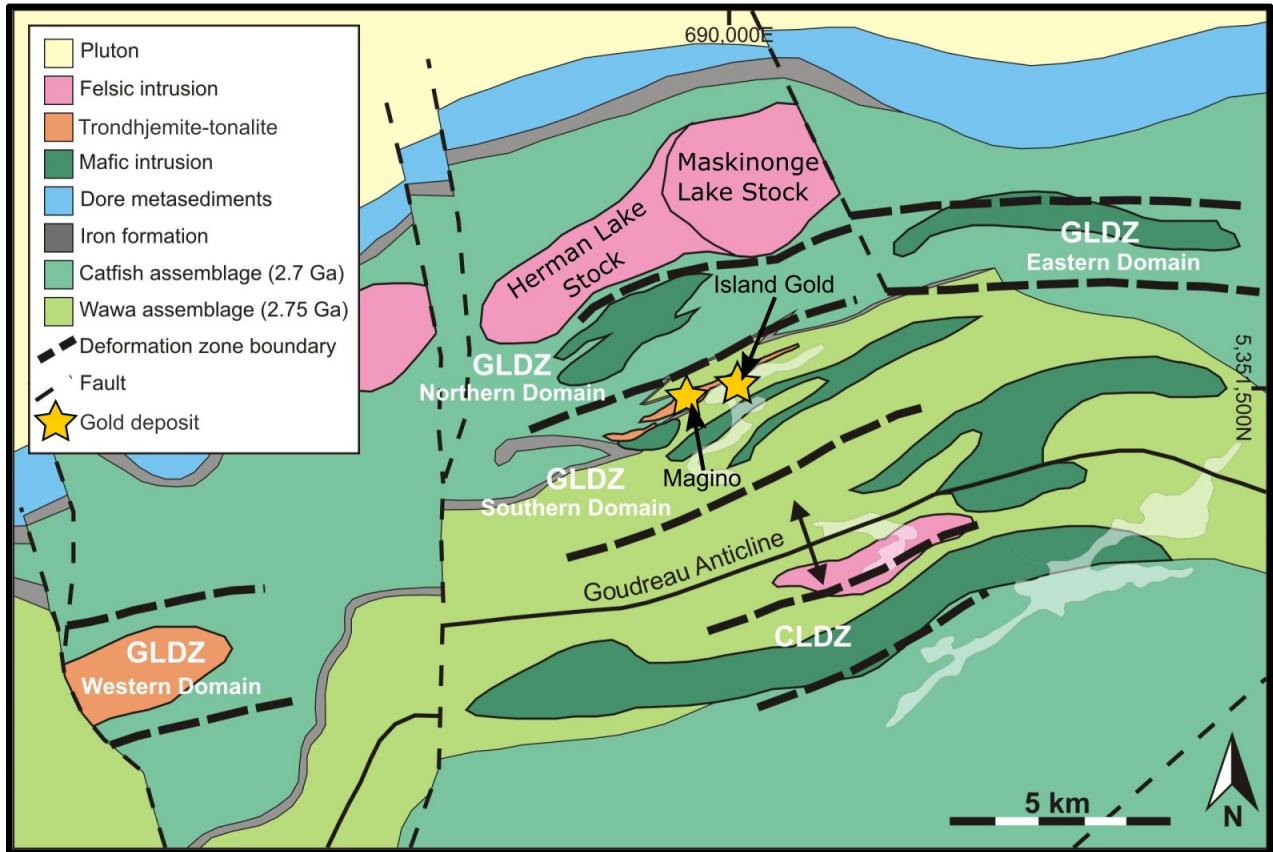 Pluton
Felsic intrusion
Trondhjemite-tonalite
Mafic intrusion
Dore metasediments
Iron formation
Catfish assemblage (2.7 Ga)
Wawa assemblage (2.75 Ga)
Deformation zone boundary
Fault
Gold deposit
690,000E
Maskinonge
Lake Stock
Herman Lake
Stock
GLDZ
Eastern Domain
Island Gold
GLDZ
Northern Domain
5,351,500N
Magino
GLDZ
Southern Domain
Goudreau Anticline
CLDZ
GLDZ
Western Domain
5 km
N